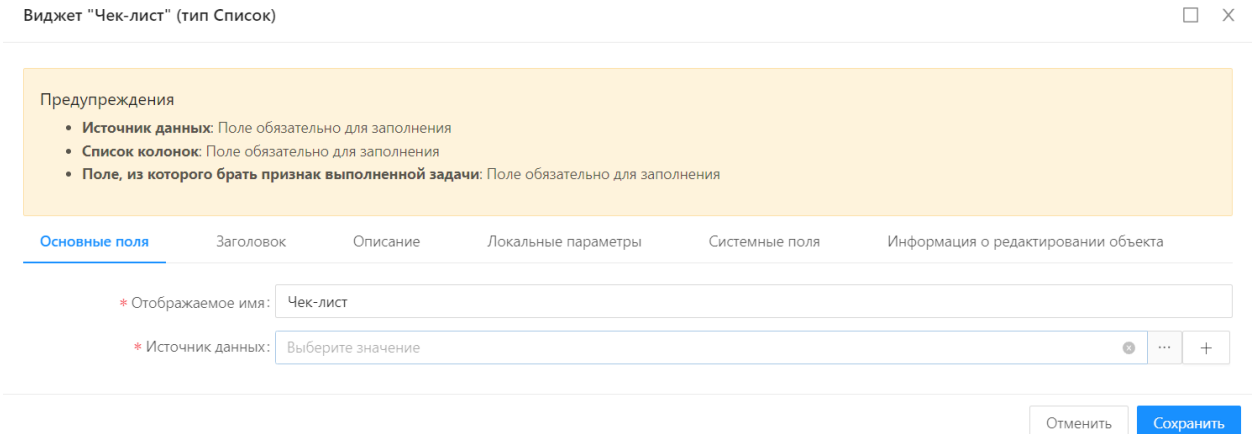 Виджет "Чек-лист" (тип Список)
Предупреждения
• Источник данных: Поле обязательно для заполнения
• Список колонок: Поле обязательно для заполнения
• Поле, из которого брать признак выполненной задачи: Поле обязательно для заполнения
Основные поля Заголовок Описание Локальные параметры Системные поля Информация о редактировании объекта
* Отображаемое имя: Чек-лист
* Источник данных: Выберите значение
Отменить Сохранить